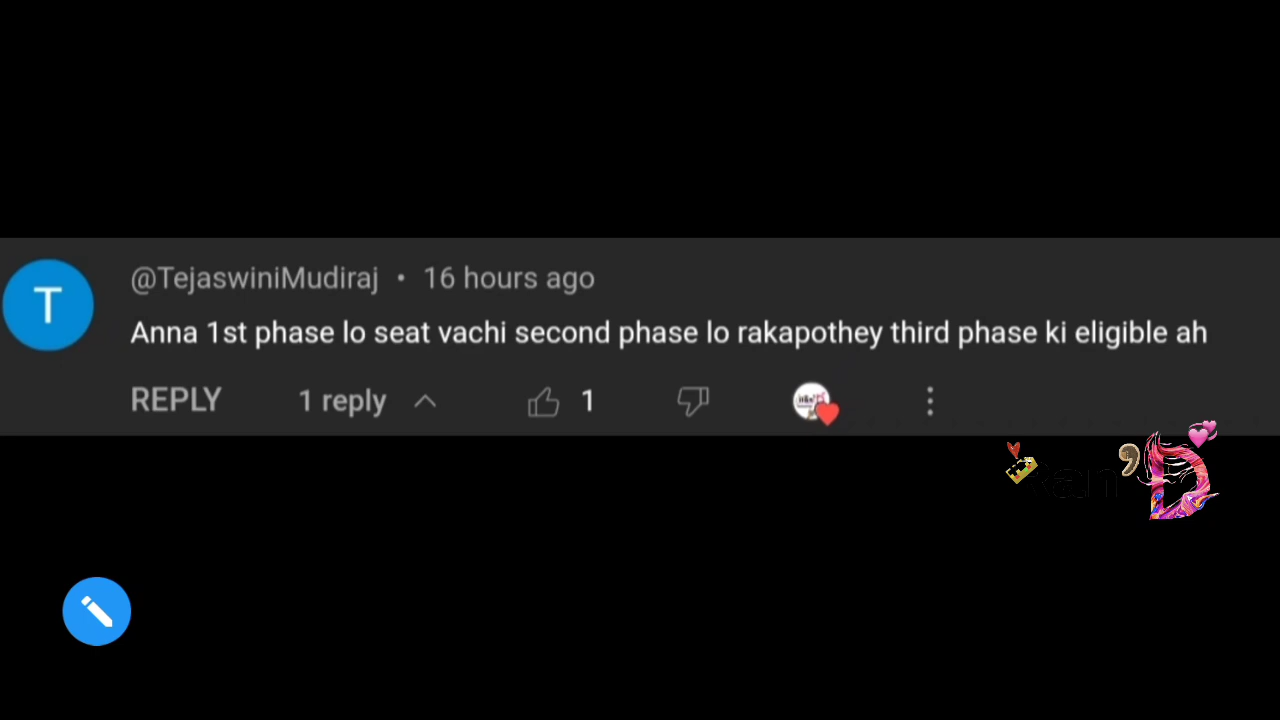 T
@TejaswiniMudiraj • 16 hours ago
Anna 1st phase lo seat vachi second phase lo rakapothey third phase ki eligible ah
REPLY 1 reply 1